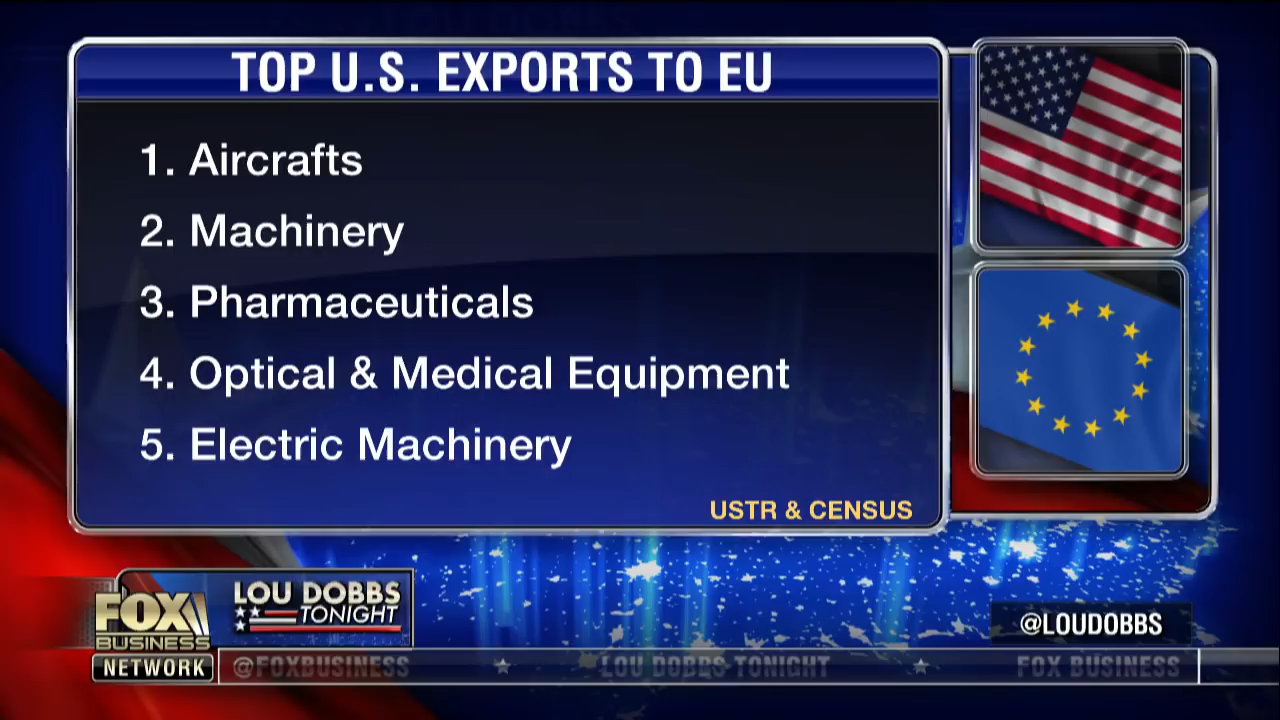 TOP U.S. EXPORTS TO EU
1. Aircrafts
2. Machinery
3. Pharmaceuticals
4. Optical & Medical Equipment
5. Electric Machinery
USTR & CENSUS
FOX
BUSINESS
NETWORK
LOU DOBBS
TONIGHT
@LOUDOBBS
@FOXBUSINESS LOU DOBBS TONIGHT FOX BUSINESS